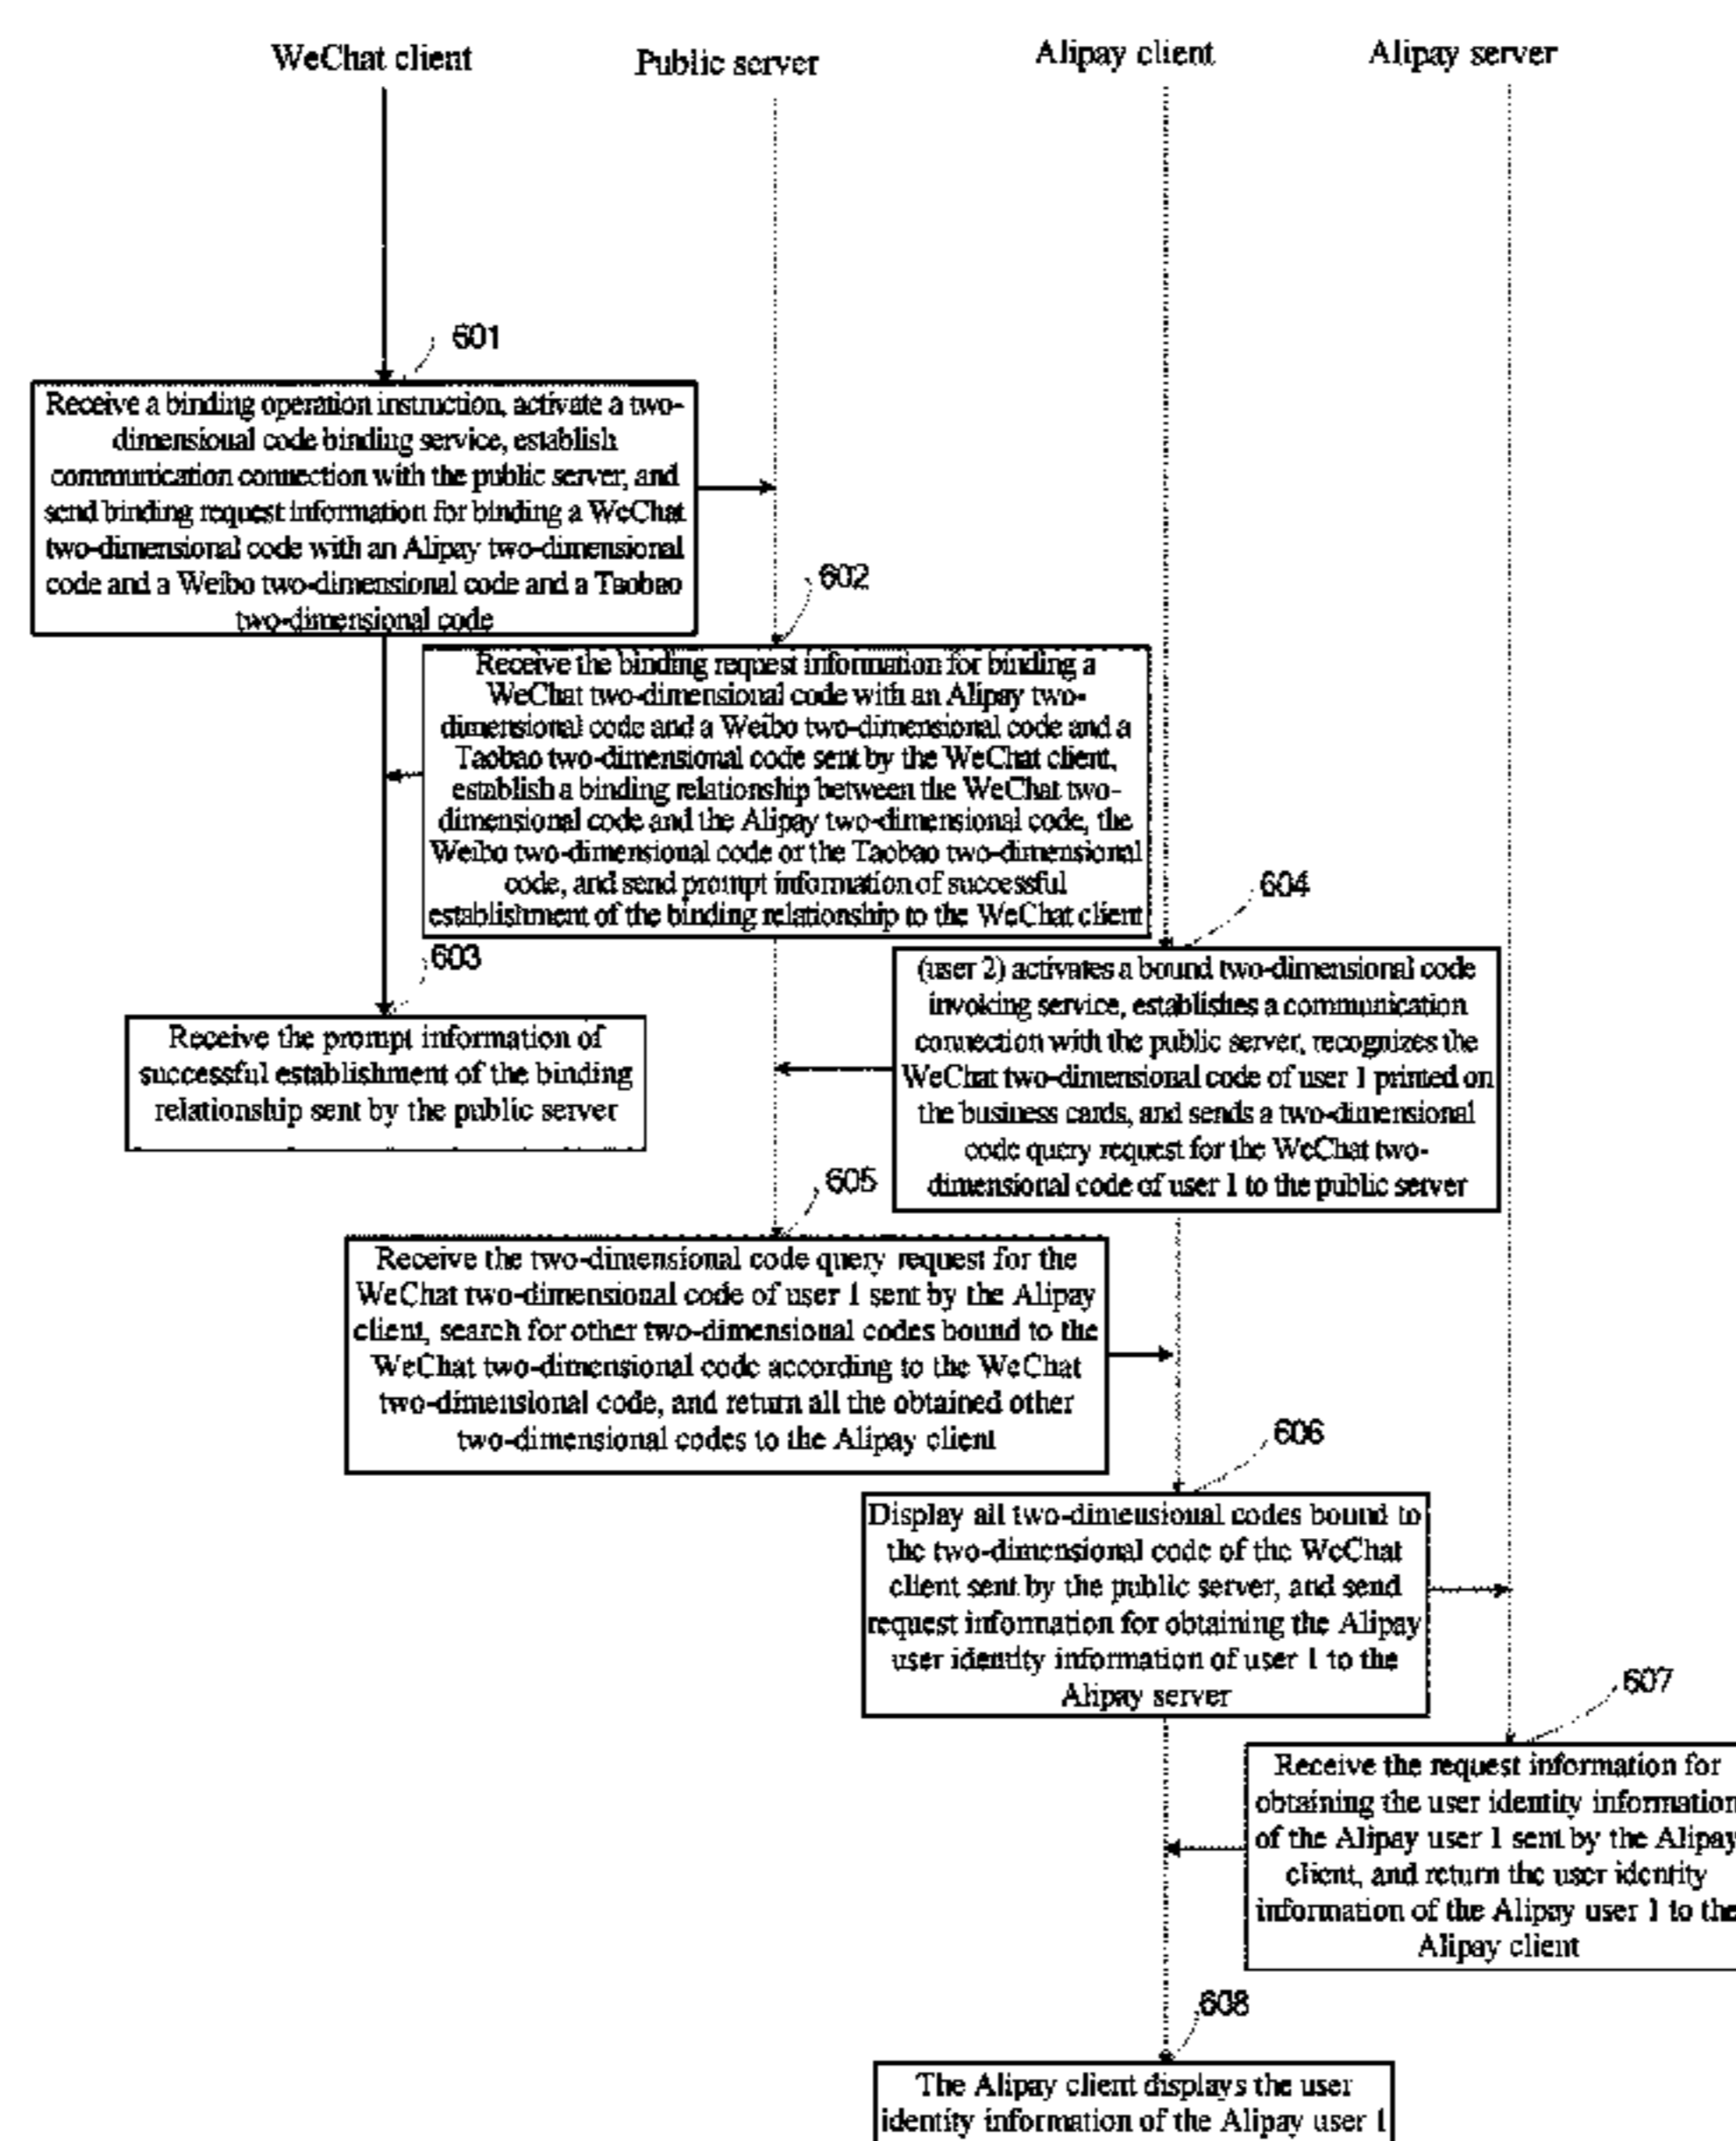 WeChat client
Public server
Alipay client
Alipay server
601
Receive a binding operation instruction, activate a two-
dimensional code binding service, establish
communication connection with the public server, and
send binding request information for binding a WeChat
two-dimensional code with an Alipay two-dimensional
code and a Weibo two-dimensional code and a Taobao
two-dimensional code
602
Receive the binding request information for binding a
WeChat two-dimensional code with an Alipay two-
dimensional code and a Weibo two-dimensional code and a
Taobao two-dimensional code sent by the WeChat client,
establish a binding relationship between the WeChat two-
dimensional code and the Alipay two-dimensional code, the
Weibo two-dimensional code or the Taobao two-dimensional
code, and send prompt information of successful
establishment of the binding relationship to the WeChat client
603
Receive the prompt information of
successful establishment of the binding
relationship sent by the public server
604
(user 2) activates a bound two-dimensional code
invoking service, establishes a communication
connection with the public server, recognizes the
WeChat two-dimensional code of user 1 printed on
the business cards, and sends a two-dimensional
code query request for the WeChat two-
dimensional code of user 1 to the public server
605
Receive the two-dimensional code query request for the
WeChat two-dimensional code of user 1 sent by the Alipay
client, search for other two-dimensional codes bound to the
WeChat two-dimensional code according to the WeChat
two-dimensional code, and return all the obtained other
two-dimensional codes to the Alipay client
606
Display all two-dimensional codes bound to
the two-dimensional code of the WeChat
client sent by the public server, and send
request information for obtaining the Alipay
user identity information of user 1 to the
Alipay server
607
Receive the request information for
obtaining the user identity information
of the Alipay user 1 sent by the Alipay
client, and return the user identity
information of the Alipay user 1 to the
Alipay client
608
The Alipay client displays the user
identity information of the Alipay user 1